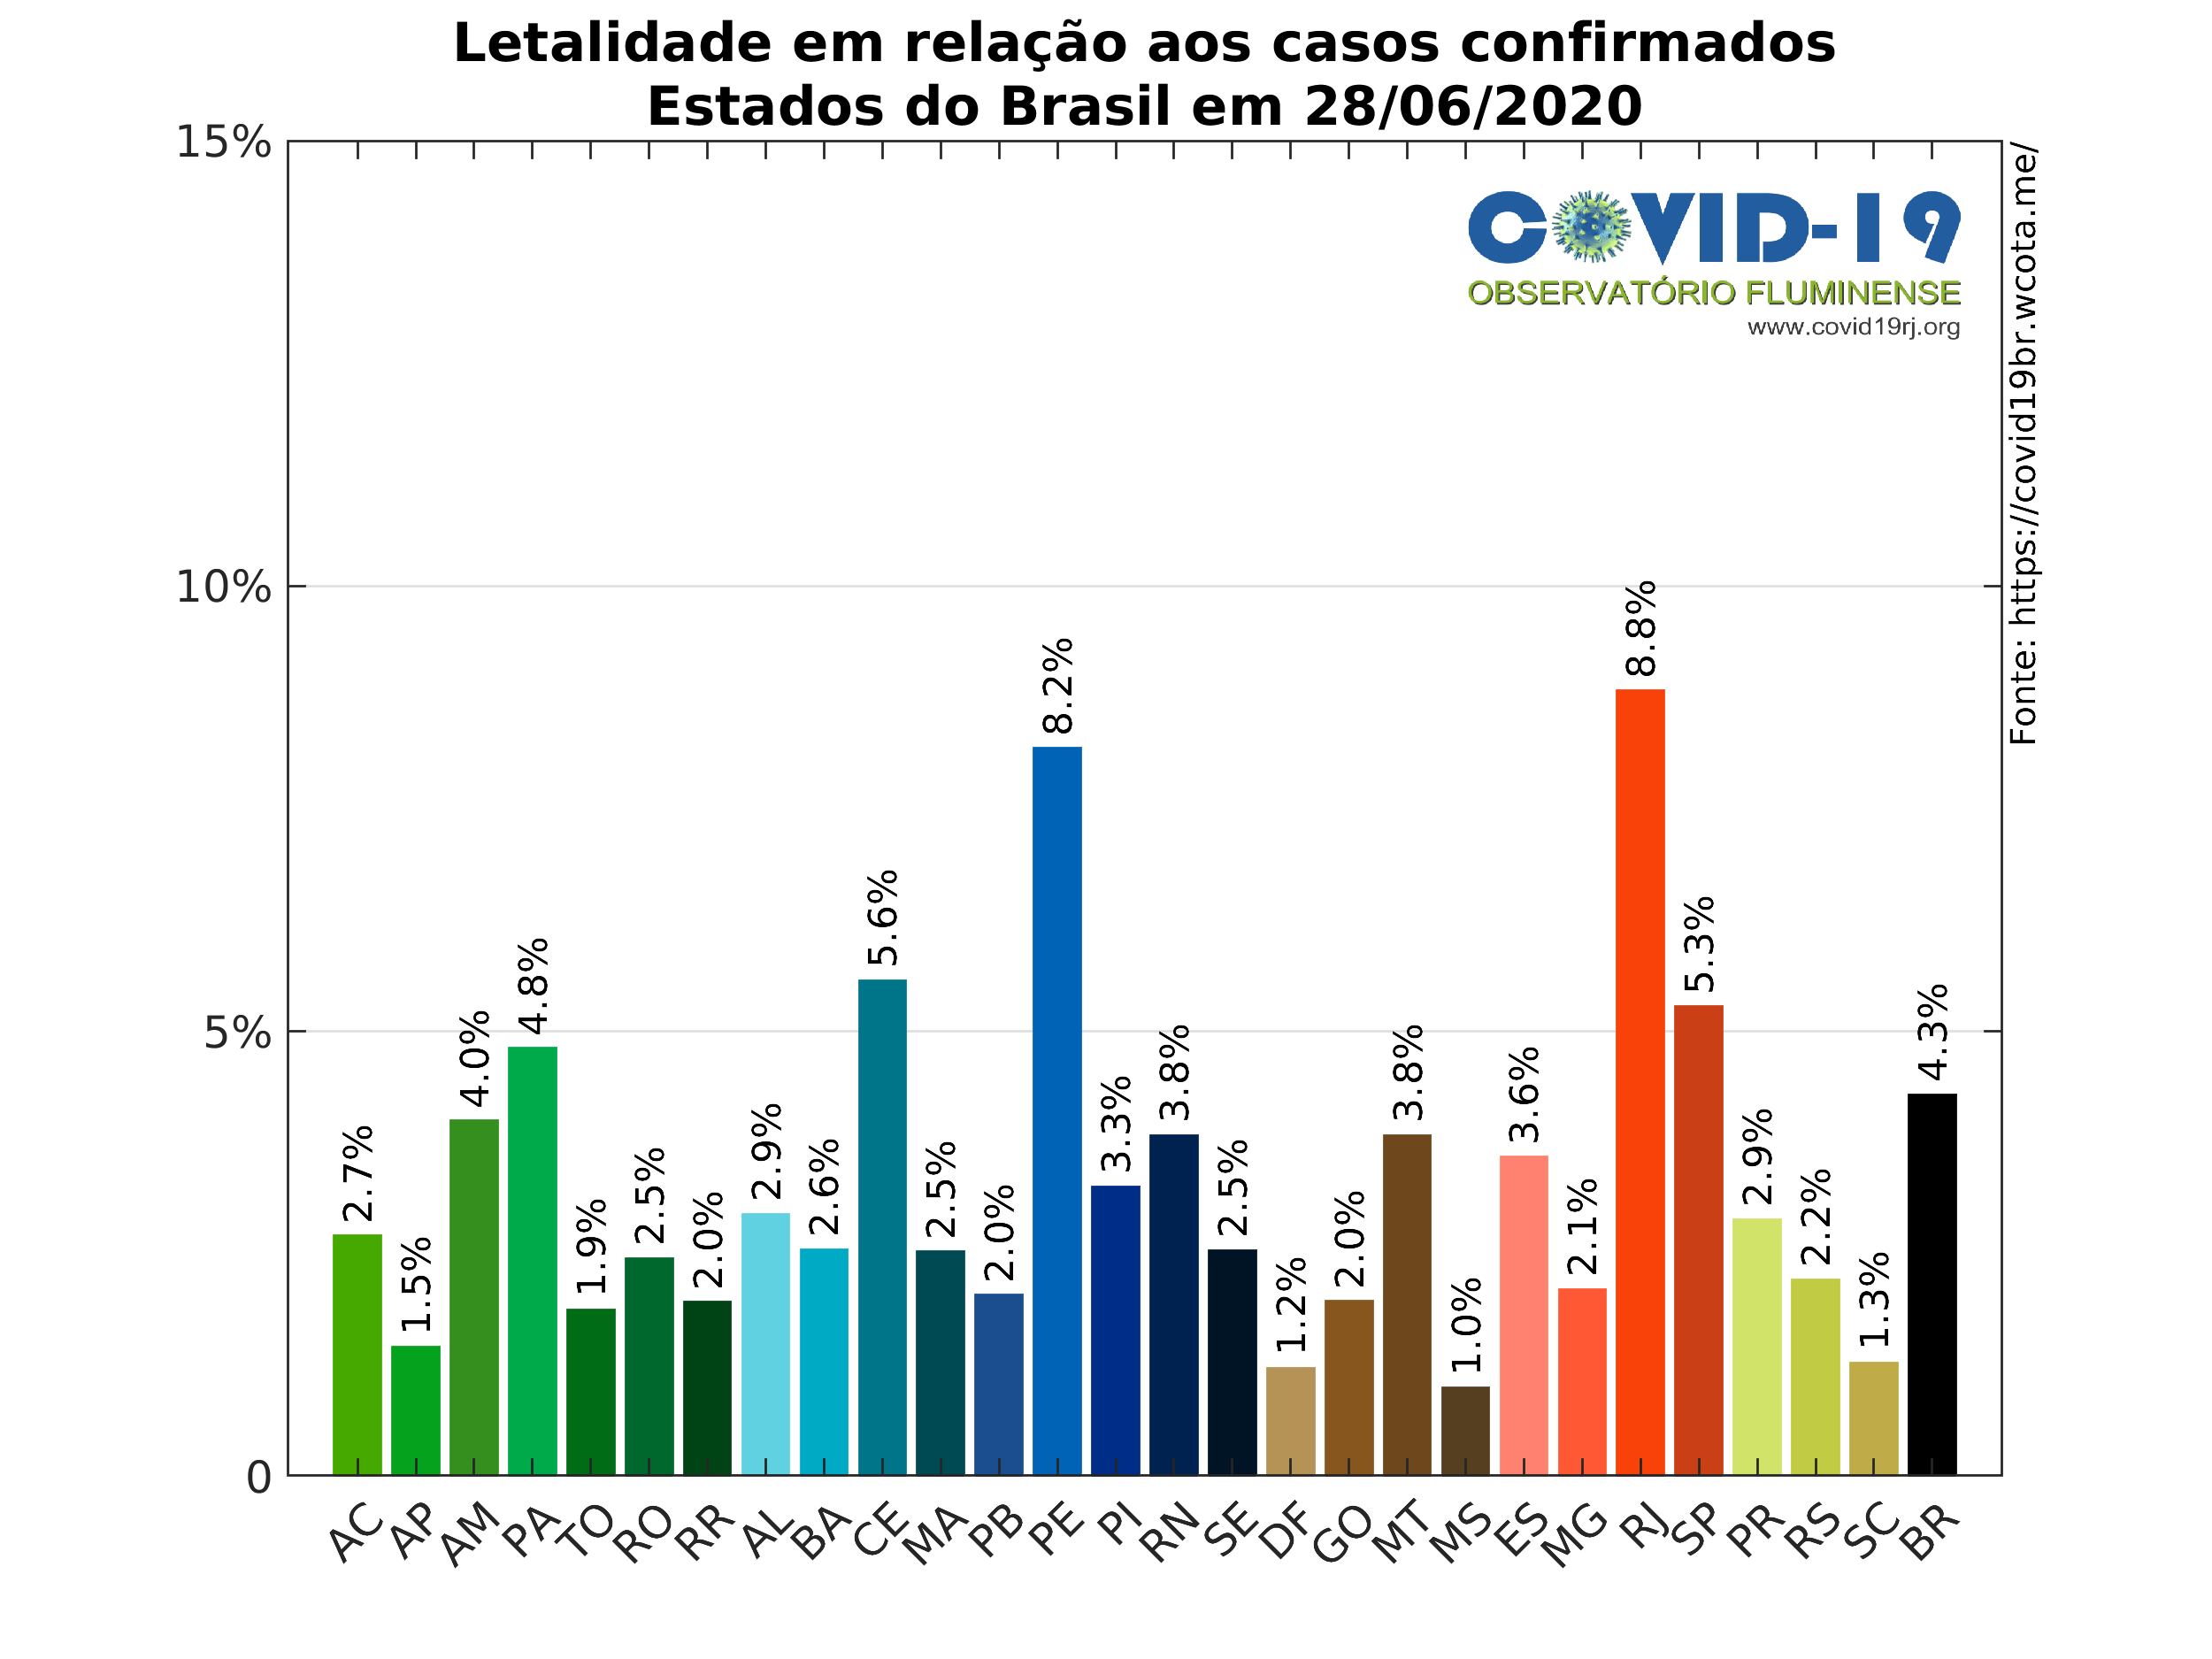 Letalidade em relação aos casos confirmados
Estados do Brasil em 28/06/2020
15%
10%
5%
0
COVID-19
OBSERVATÓRIO FLUMINENSE
www.covid19rj.org
Fonte: https://covid19br.wcota.me/
2.7%
1.5%
4.0%
4.8%
1.9%
2.5%
2.0%
2.9%
2.6%
5.6%
2.5%
2.0%
8.2%
3.3%
3.8%
2.5%
1.2%
2.0%
3.8%
1.0%
3.6%
2.1%
8.8%
5.3%
2.9%
2.2%
1.3%
4.3%
AC
AP
AM
PA
TO
RO
RR
AL
BA
CE
MA
PB
PE
PI
RN
SE
DF
GO
MT
MS
ES
MG
RJ
SP
PR
RS
SC
BR